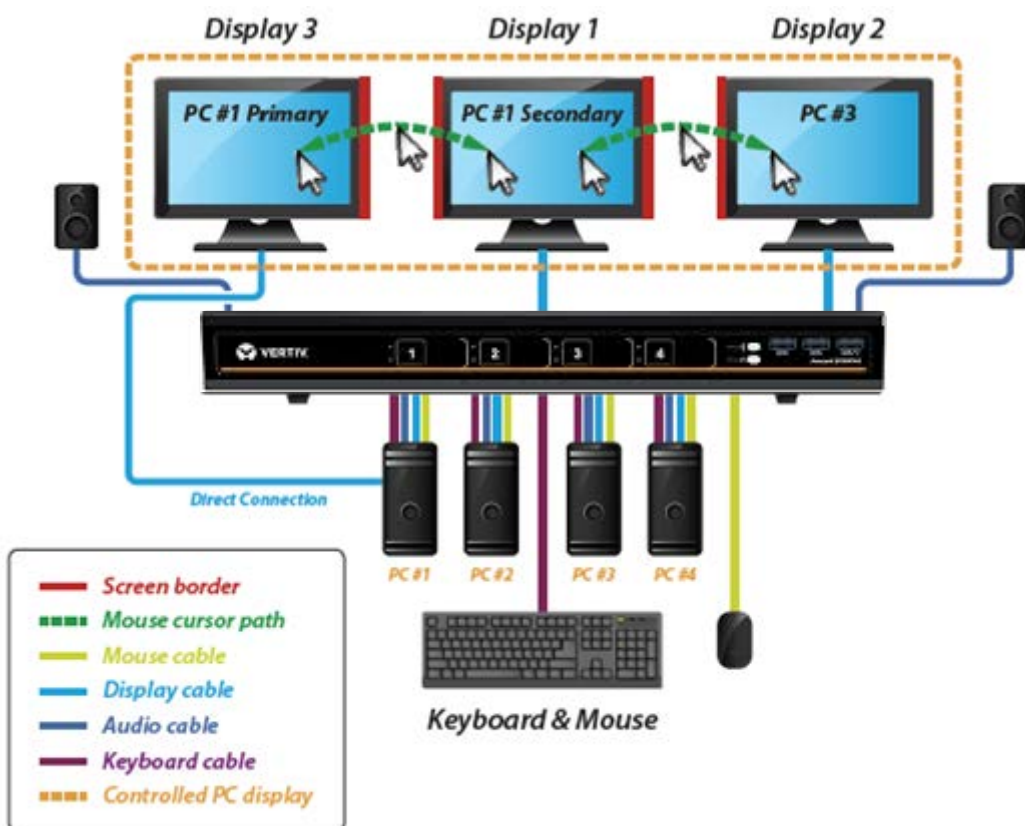 Display 3
Display 1
Display 2
PC #1 Primary
PC #1 Secondary
PC #3
VERTIV.
1
2
3
4
Direct Connection
PC #1
PC #2
PC #3
PC #4
Screen border
Mouse cursor path
Mouse cable
Display cable
Audio cable
Keyboard cable
Controlled PC display
Keyboard & Mouse